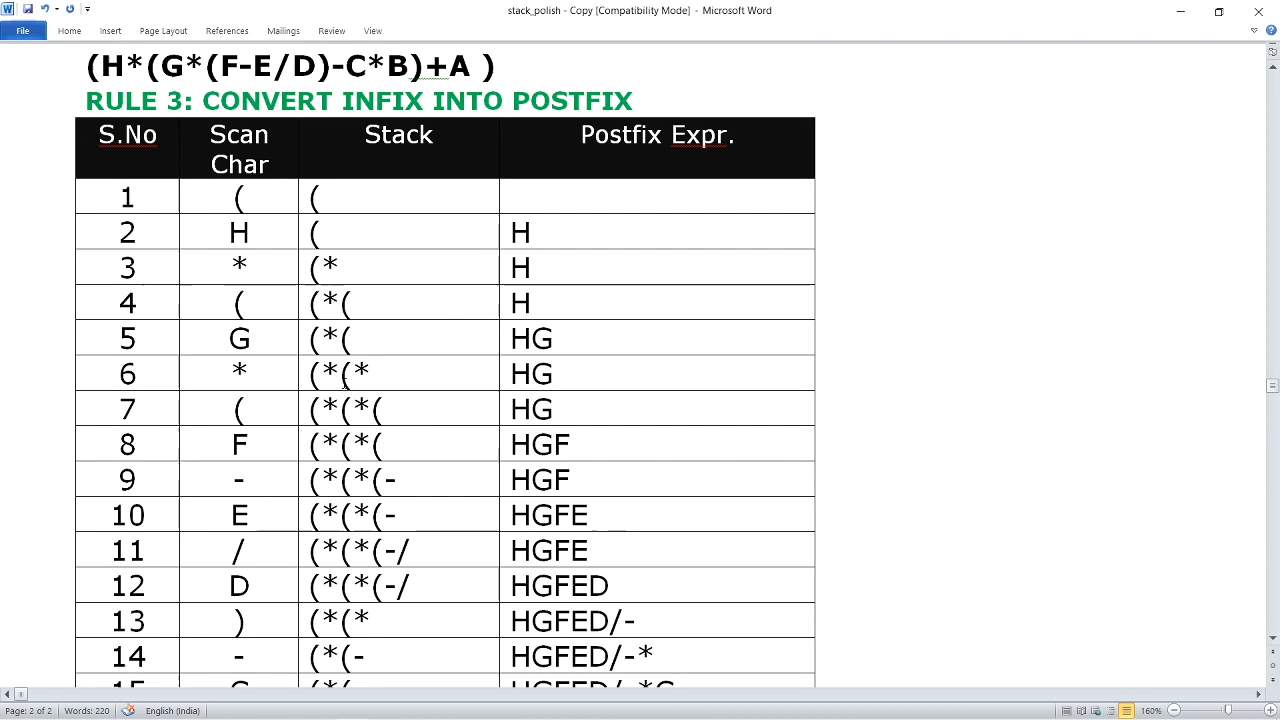 stack_polish - Copy [Compatibility Mode] - Microsoft Word
File Home Insert Page Layout References Mailings Review View
(H*(G*(F-E/D)-C*B)+A )
RULE 3: CONVERT INFIX INTO POSTFIX
S.No Scan Char Stack Postfix Expr.
1 ( (
2 H ( H
3 * (* H
4 ( (*( H
5 G (*( HG
6 * (*(* HG
7 ( (*(*( HG
8 F (*(*( HGF
9 - (*(*(- HGF
10 E (*(*(- HGFE
11 / (*(*(-/ HGFE
12 D (*(*(-/ HGFED
13 ) (*(* HGFED/-
14 - (*(- HGFED/-*
Page: 2 of 2 Words: 220 English (India) 160%